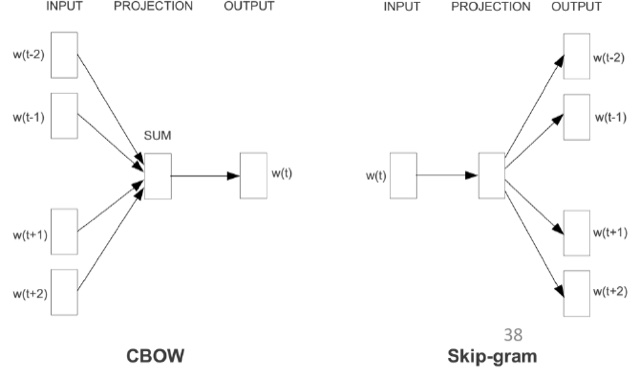 INPUT PROJECTION OUTPUT
w(t-2)
w(t-1)
SUM
w(t)
w(t+1)
w(t+2)
CBOW
INPUT PROJECTION OUTPUT
w(t-2)
w(t-1)
w(t)
w(t+1)
w(t+2)
38
Skip-gram